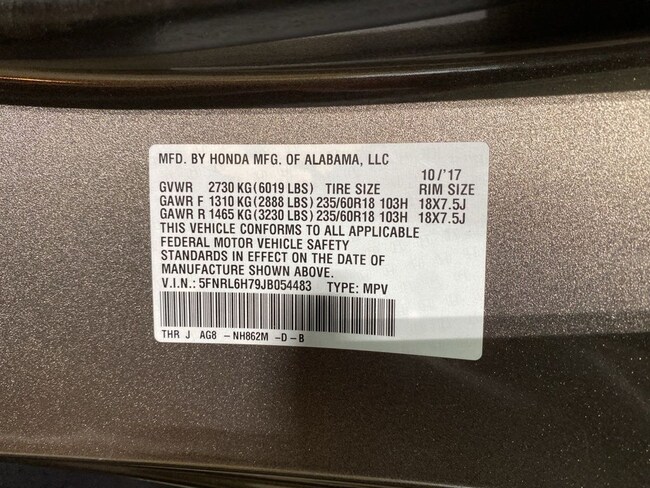 MFD. BY HONDA MFG. OF ALABAMA, LLC
10/'17
GVWR 2730 KG (6019 LBS) TIRE SIZE RIM SIZE
GAWR F 1310 KG (2888 LBS) 235/60R18 103H 18X7.5J
GAWR R 1465 KG (3230 LBS) 235/60R18 103H 18X7.5J
THIS VEHICLE CONFORMS TO ALL APPLICABLE
FEDERAL MOTOR VEHICLE SAFETY
STANDARDS IN EFFECT ON THE DATE OF
MANUFACTURE SHOWN ABOVE.
V.I.N.: 5FNRL6H79JB054483 TYPE: MPV
THR J AG8 -NH862M -D-B